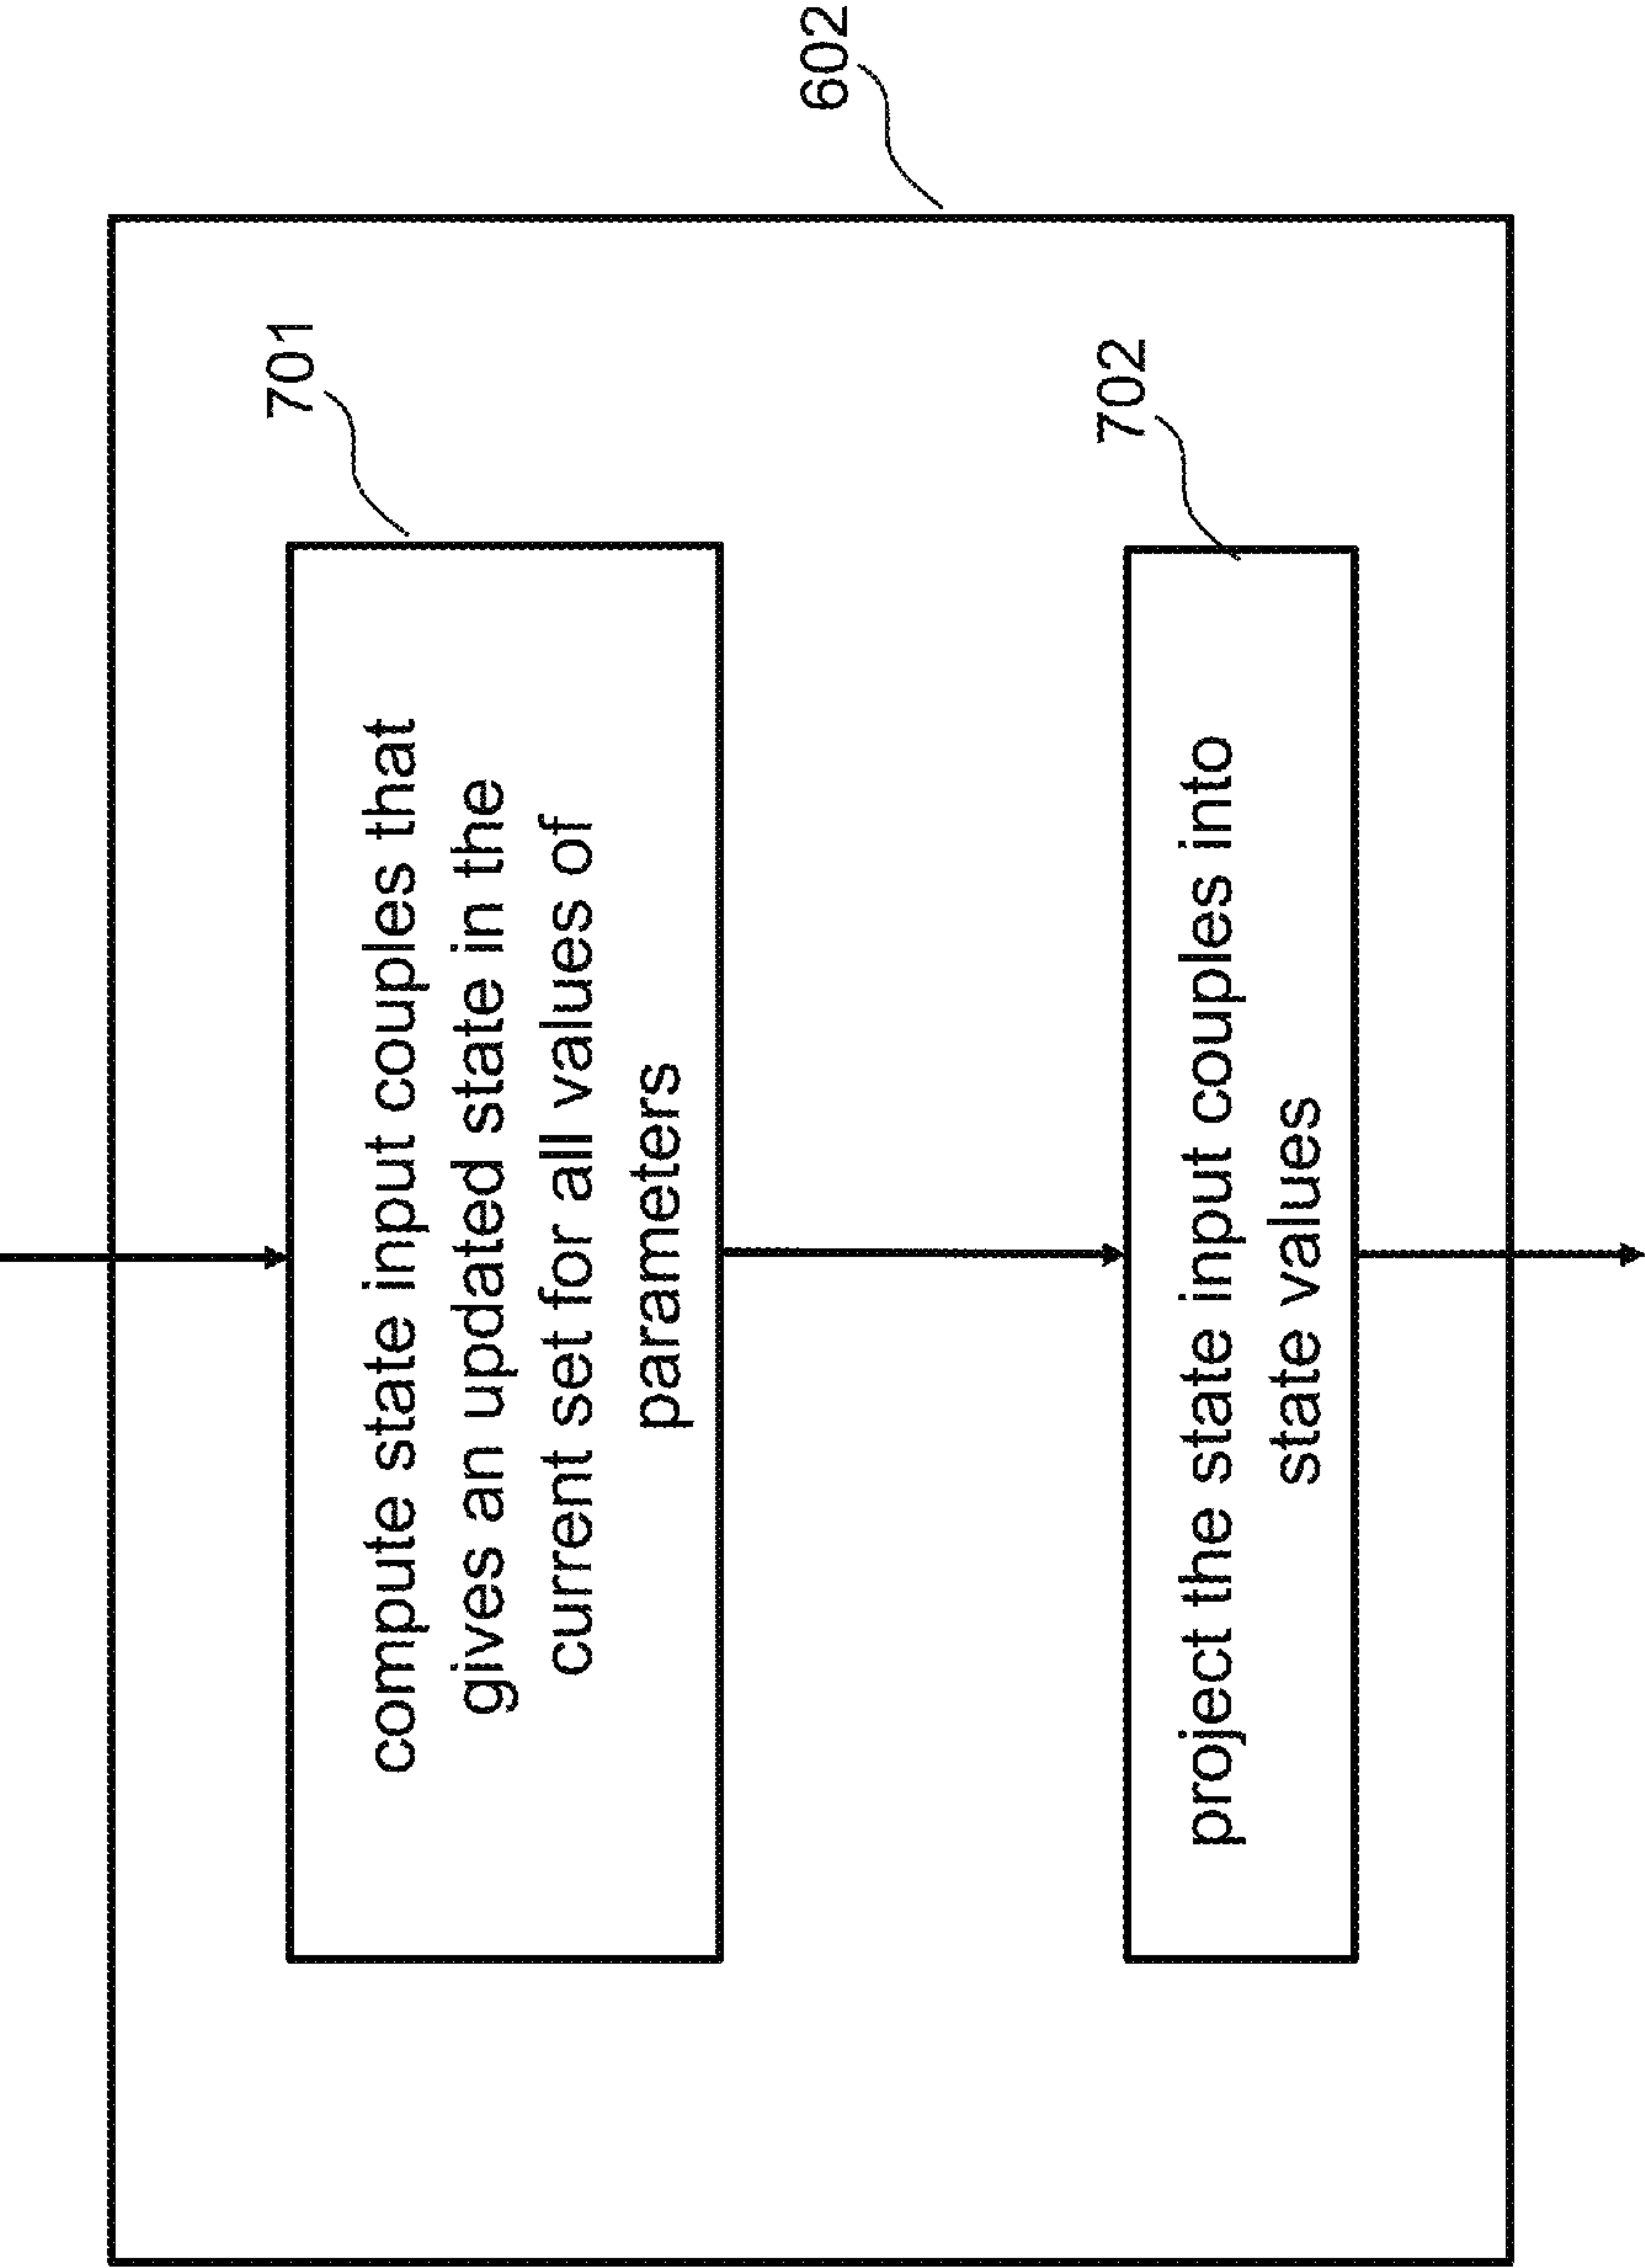 602
701
compute state input couples that
gives an updated state in the
current set for all values of
parameters
702
project the state input couples into
state values